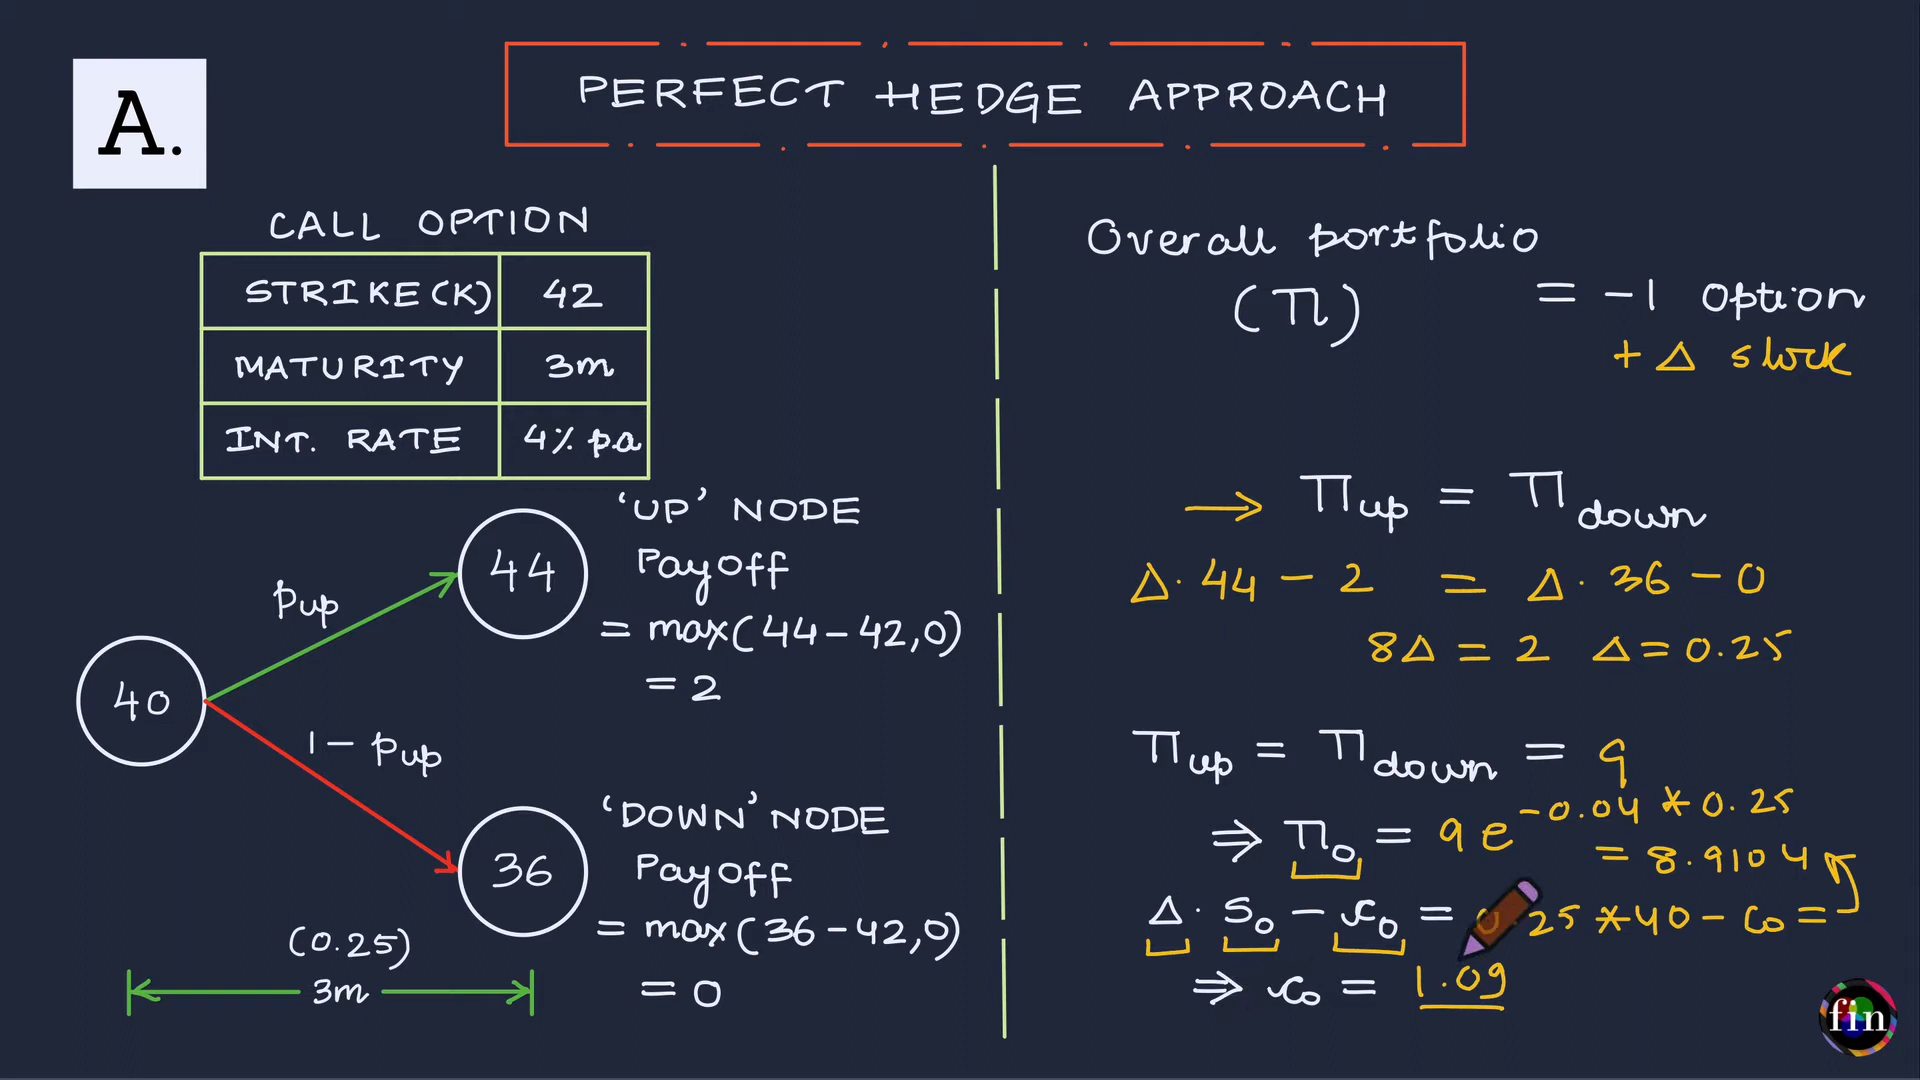 A.
PERFECT HEDGE APPROACH
CALL OPTION
STRIKE(K) 42
MATURITY 3m
INT. RATE 4% p.a
'UP' NODE
Payoff
= max(44-42,0)
= 2
44
pup
40
1- pup
'DOWN' NODE
Payoff
= max(36-42,0)
= 0
36
(0.25)
3m
Overall portfolio
(Π) = -1 option
+ Δ stock
→ Πup = Πdown
Δ. 44 - 2 = Δ. 36 - 0
8Δ = 2 Δ = 0.25
Πup = Πdown = 9
⇒ Π0 = 9 e -0.04 * 0.25
= 8.9104
Δ. S0 - c0 = 0.25 *40 - c0 =
⇒ c0 = 1.09
fin